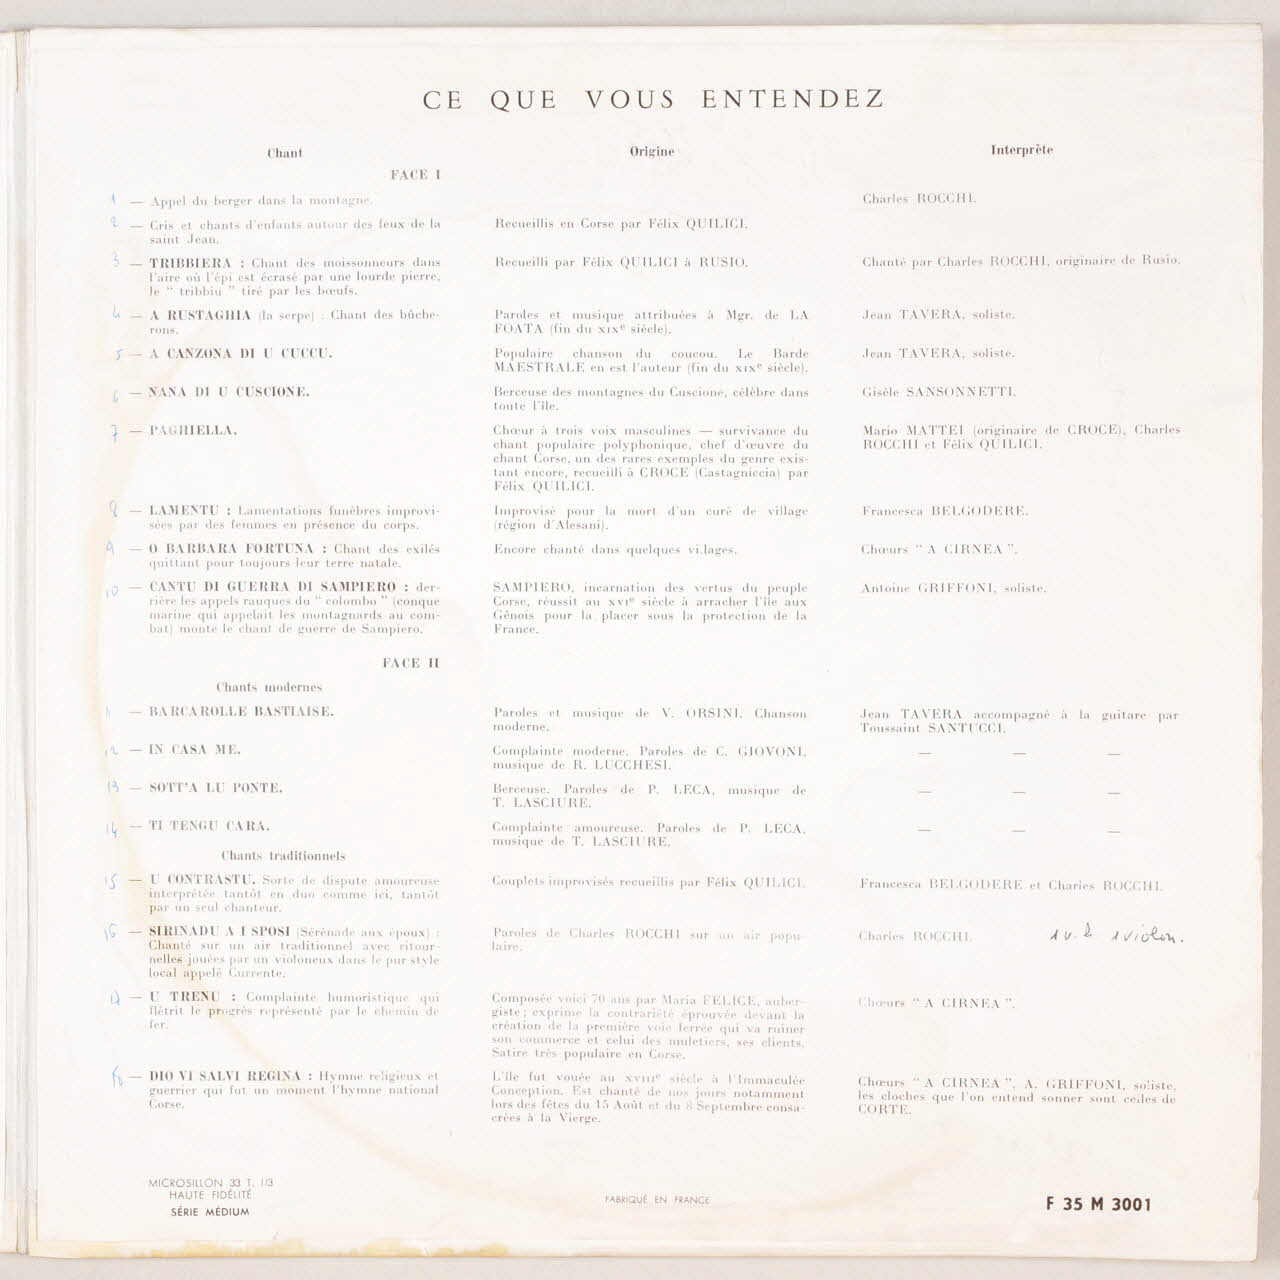 CE QUE VOUS ENTENDEZ
Chant
Origine
Interprète
FACE I
1 — Appel du berger dans la montagne.
Charles ROCCHI.
2 — Cris et chants d'enfants autour des feux de la
saint Jean.
Recueillis en Corse par Félix QUILICI.
3 — TRIBBIERA : Chant des moissonneurs dans
l'aire où l'épi est écrasé par une lourde pierre,
le “ tribbiu ” tiré par les bœufs.
Recueilli par Félix QUILICI à RUSIO.
Chanté par Charles ROCCHI, originaire de Rusio.
4 — A RUSTAGHIA (la serpe) : Chant des bûche-
rons.
Paroles et musique attribuées à Mgr. de LA
FOATA (fin du XIXe siècle).
Jean TAVERA, soliste.
5 — A CANZONA DI U CUCCU.
Populaire chanson du coucou. Le Barde
MAESTRALE en est l'auteur (fin du XIXe siècle).
Jean TAVERA, soliste.
6 — NANA DI U CUSCIONE.
Berceuse des montagnes du Cuscione, célèbre dans
toute l'île.
Gisèle SANSONNETTI.
7 — PAGHIELLA.
Chœur à trois voix masculines — survivance du
chant populaire polyphonique, chef d'œuvre du
chant Corse, un des rares exemples du genre exis-
tant encore, recueilli à CROCE (Castagniccia) par
Félix QUILICI.
Mario MATTEI (originaire de CROCE), Charles
ROCCHI et Félix QUILICI.
8 — LAMENTU : Lamentations funèbres improvi-
sées par des femmes en présence du corps.
Improvisé pour la mort d'un curé de village
(région d'Alesani).
Francesca BELGODERE.
9 — O BARBARA FORTUNA : Chant des exilés
quittant pour toujours leur terre natale.
Encore chanté dans quelques villages.
Chœurs “ A CIRNEA ”.
10 — CANTU DI GUERRA DI SAMPIERO : der-
rière les appels rauques du “ colombo ” (conque
marine qui appelait les montagnards au com-
bat) monte le chant de guerre de Sampiero.
SAMPIERO, incarnation des vertus du peuple
Corse, réussit au XVIe siècle à arracher l'île aux
Génois pour la placer sous la protection de la
France.
Antoine GRIFFONI, soliste.
FACE II
Chants modernes
11 — BARCAROLLE BASTIAISE.
Paroles et musique de V. ORSINI. Chanson
moderne.
Jean TAVERA accompagné à la guitare par
Toussaint SANTUCCI.
12 — IN CASA ME.
Complainte moderne. Paroles de C. GIOVONI,
musique de R. LUCCHESI.
— — —
13 — SOTT'A LU PONTE.
Berceuse. Paroles de P. LECA, musique de
T. LASCIURE.
— — —
14 — TI TENGU CARA.
Complainte amoureuse. Paroles de P. LECA,
musique de T. LASCIURE.
— — —
Chants traditionnels
15 — U CONTRASTU. Sorte de dispute amoureuse
interprétée tantôt en duo comme ici, tantôt
par un seul chanteur.
Couplets improvisés recueillis par Félix QUILICI.
Francesca BELGODERE et Charles ROCCHI.
16 — SIRINADU A I SPOSI (Sérénade aux époux) :
Chanté sur un air traditionnel avec ritour-
nelles jouées par un violoneux dans le pur style
local appelé Currente.
Paroles de Charles ROCCHI sur un air popu-
laire.
Charles ROCCHI. 1 v. h 1 violon.
17 — U TRENU : Complainte humoristique qui
flétrit le progrès représenté par le chemin de
fer.
Composée voici 70 ans par Maria FELICE, auber-
giste ; exprime la contrariété éprouvée devant la
création de la première voie ferrée qui va ruiner
son commerce et celui des muletiers, ses clients.
Satire très populaire en Corse.
Chœurs “ A CIRNEA ”.
18 — DIO VI SALVI REGINA : Hymne religieux et
guerrier qui fut un moment l'hymne national
Corse.
L'île fut vouée au XVIIIe siècle à l'Immaculée
Conception. Est chanté de nos jours notamment
lors des fêtes du 15 Août et du 8 Septembre consa-
crées à la Vierge.
Chœurs “ A CIRNEA ”, A. GRIFFONI, soliste,
les cloches que l'on entend sonner sont celles de
CORTE.
MICROSILLON 33 T. 1/3
HAUTE FIDÉLITÉ
SÉRIE MÉDIUM
FABRIQUÉ EN FRANCE
F 35 M 3001